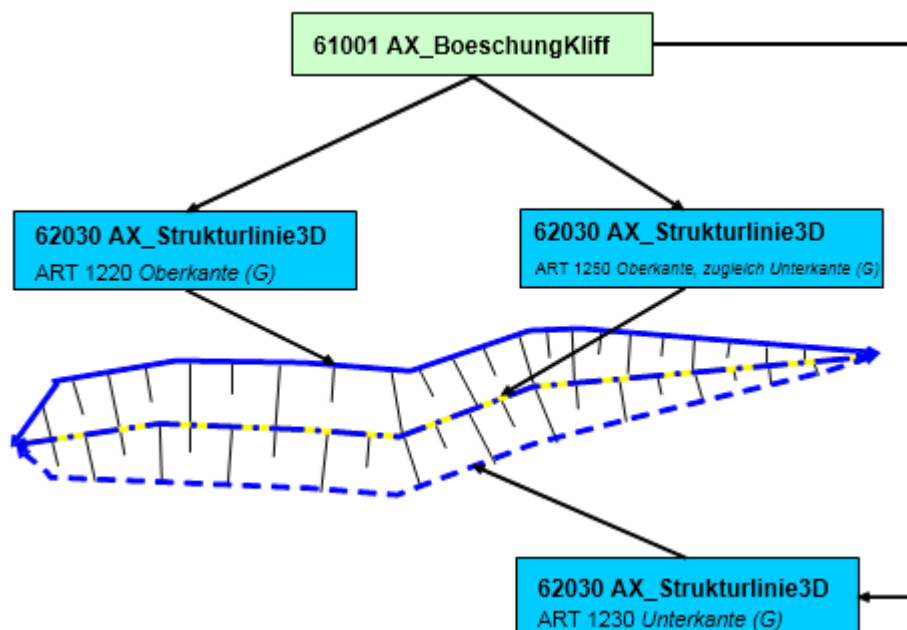 61001 AX_BoeschungKliff
62030 AX_Strukturlinie3D
ART 1220 Oberkante (G)
62030 AX_Strukturlinie3D
ART 1250 Oberkante, zugleich Unterkante (G)
62030 AX_Strukturlinie3D
ART 1230 Unterkante (G)